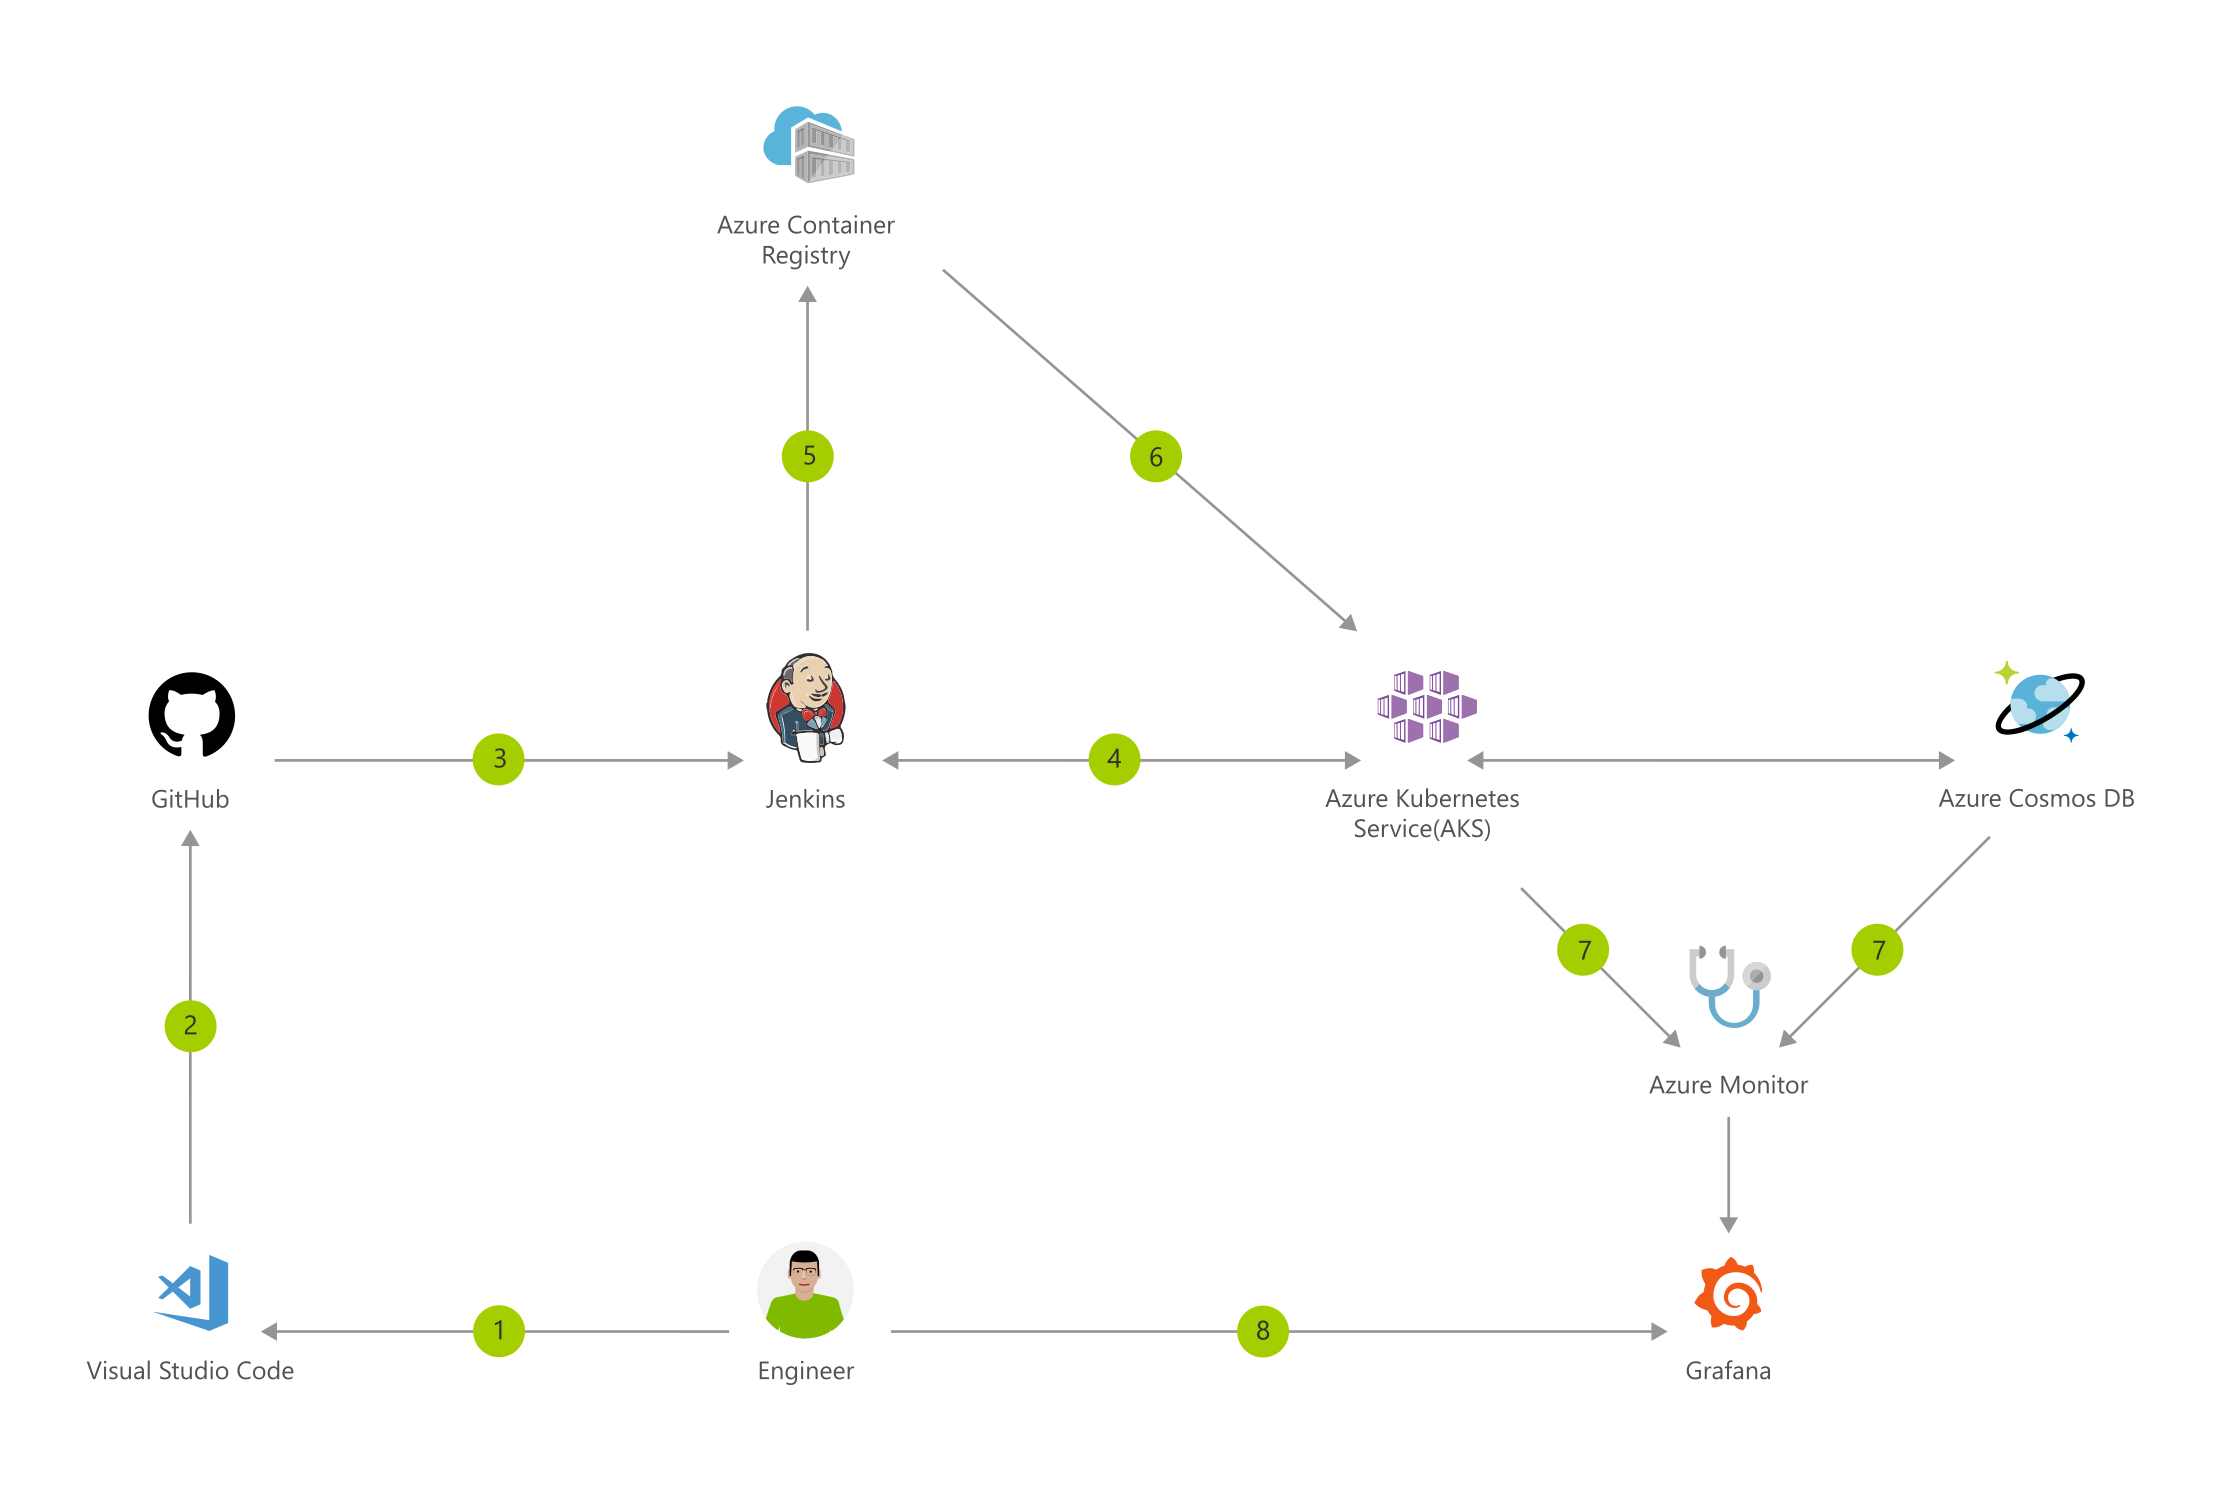 Azure Container
Registry
5
6
3
4
GitHub
Jenkins
Azure Kubernetes
Service(AKS)
Azure Cosmos DB
7
7
2
Azure Monitor
1
8
Visual Studio Code
Engineer
Grafana